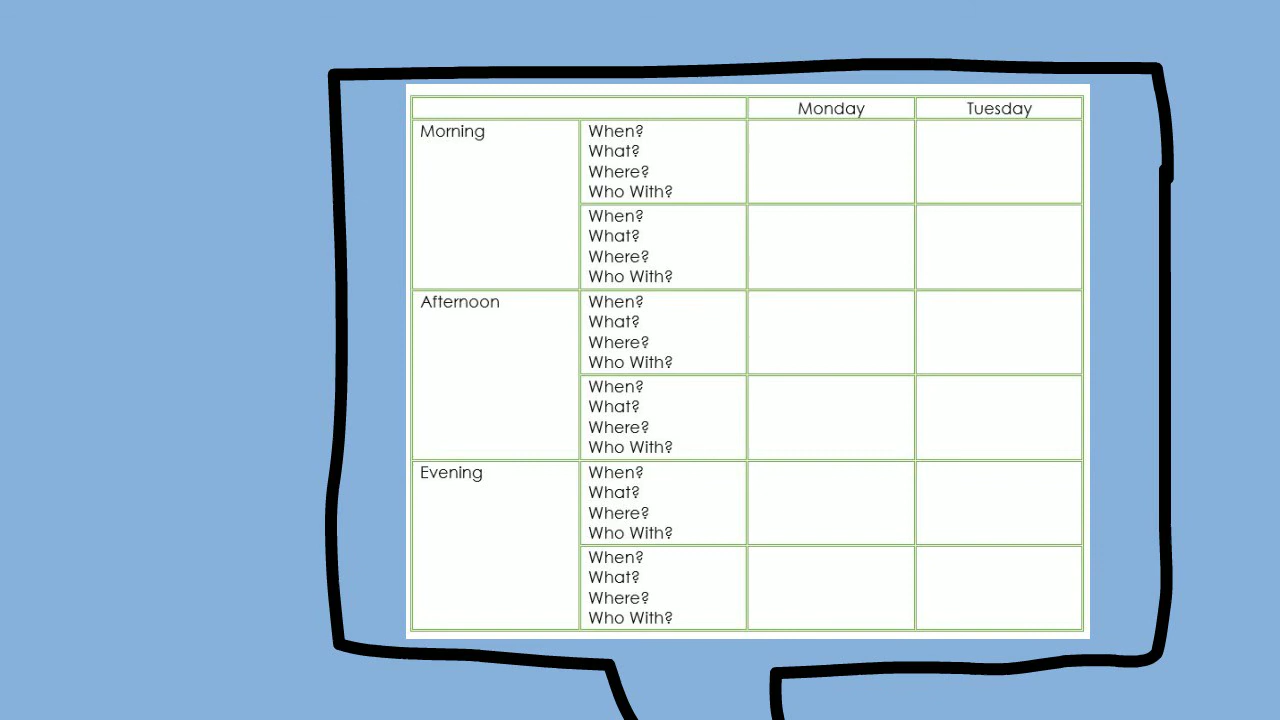 Monday Tuesday
Morning When?
What?
Where?
Who With?
When?
What?
Where?
Who With?
Afternoon When?
What?
Where?
Who With?
When?
What?
Where?
Who With?
Evening When?
What?
Where?
Who With?
When?
What?
Where?
Who With?